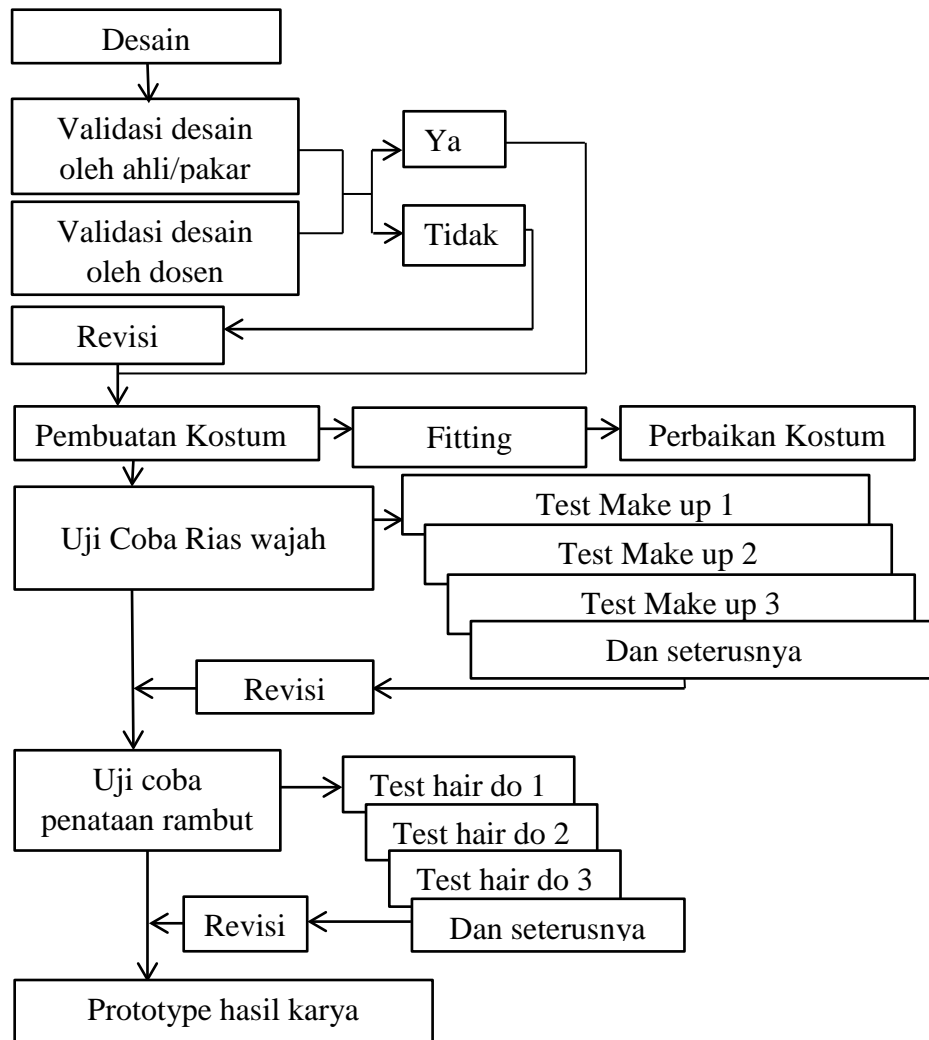 Desain
Validasi desain
oleh ahli/pakar
Ya
Validasi desain
oleh dosen
Tidak
Revisi
Pembuatan Kostum
Fitting
Perbaikan Kostum
Uji Coba Rias wajah
Test Make up 1
Test Make up 2
Test Make up 3
Dan seterusnya
Revisi
Uji coba
penataan rambut
Test hair do 1
Test hair do 2
Test hair do 3
Dan seterusnya
Revisi
Prototype hasil karya